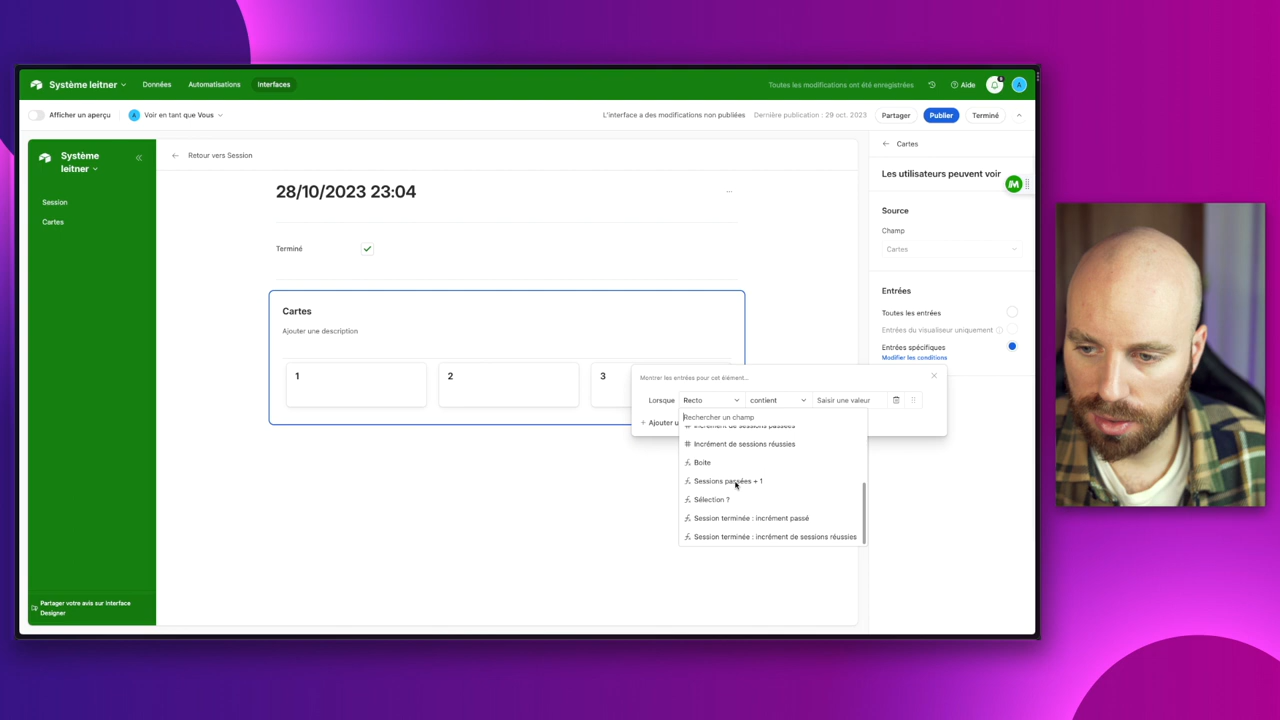 Système leitner
Données
Automatisations
Interfaces
Toutes les modifications ont été enregistrées
Aide
A
Afficher un aperçu
A
Voir en tant que Vous
L'interface a des modifications non publiées
Dernière publication : 29 oct. 2023
Partager
Publier
Terminé
Système
leitner
Session
Cartes
Partager votre avis sur Interface
Designer
Retour vers Session
28/10/2023 23:04
...
Terminé
Cartes
Ajouter une description
1
2
3
Cartes
Les utilisateurs peuvent voir
Source
Champ
Cartes
Entrées
Toutes les entrées
Entrées du visualiseur uniquement
Entrées spécifiques
Modifier les conditions
Montrer les entrées pour cet élément...
Lorsque
Recto
contient
Saisir une valeur
+ Ajouter u
Rechercher un champ
Incrément de sessions passées
Incrément de sessions réussies
Boite
Sessions passées + 1
Sélection ?
Session terminée : incrément passé
Session terminée : incrément de sessions réussies